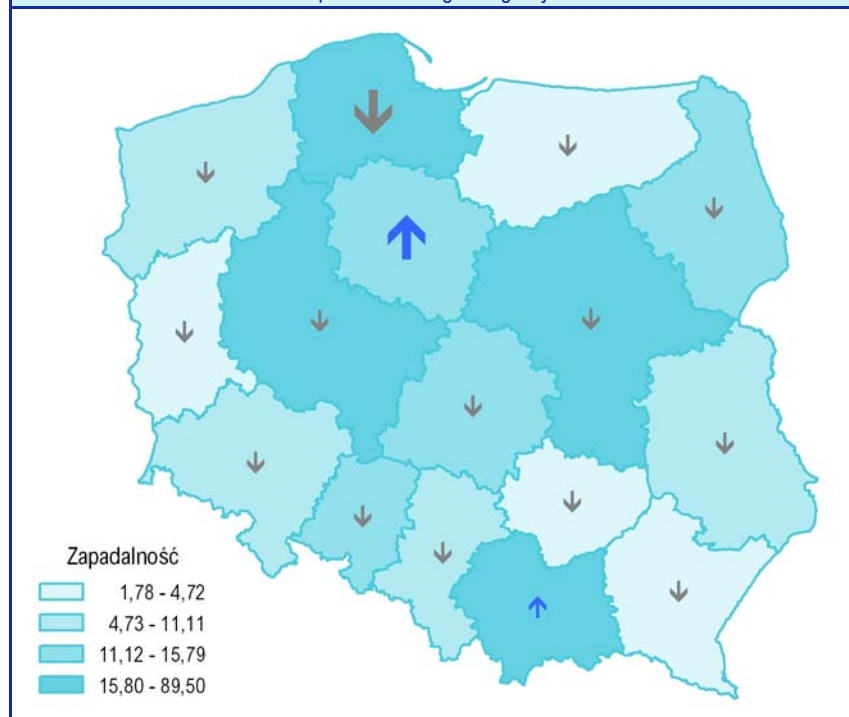 Zapadalność
1,78 - 4,72
4,73 - 11,11
11,12 - 15,79
15,80 - 89,50